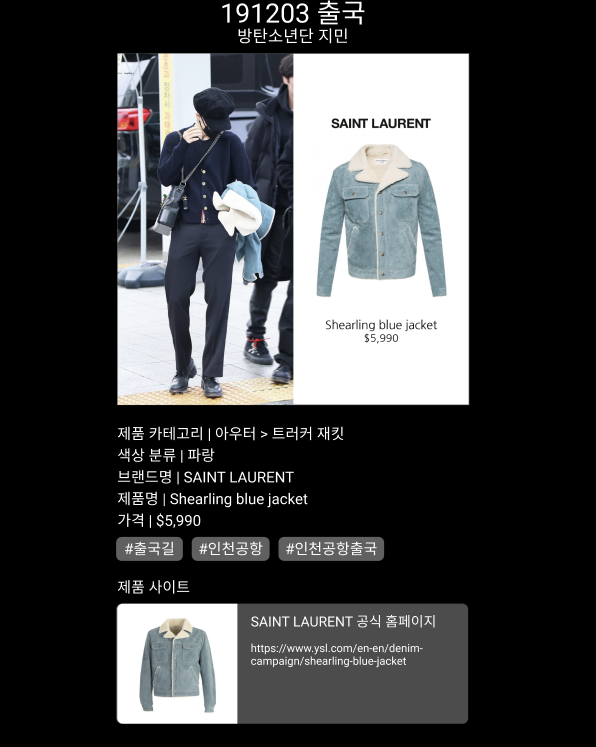 191203 출국
방탄소년단 지민
SAINT LAURENT
Shearling blue jacket
$5,990
제품 카테고리 | 아우터 > 트러커 재킷
색상 분류 | 파랑
브랜드명 | SAINT LAURENT
제품명 | Shearling blue jacket
가격 | $5,990
#출국길 #인천공항 #인천공항출국
제품 사이트
SAINT LAURENT 공식 홈페이지
https://www.ysl.com/en-en/denim-
campaign/shearling-blue-jacket